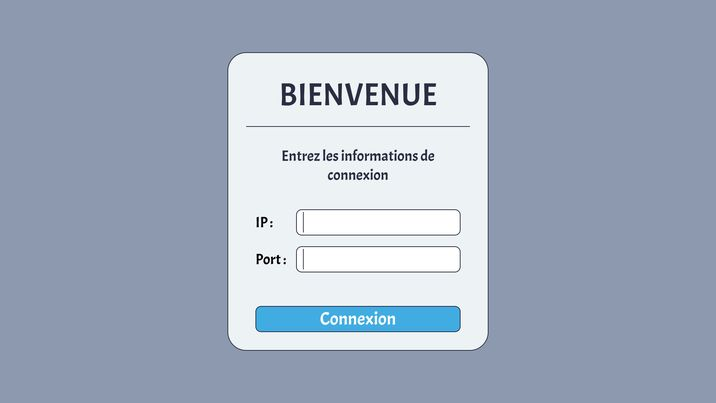 BIENVENUE
Entrez les informations de
connexion
IP :
Port :
Connexion